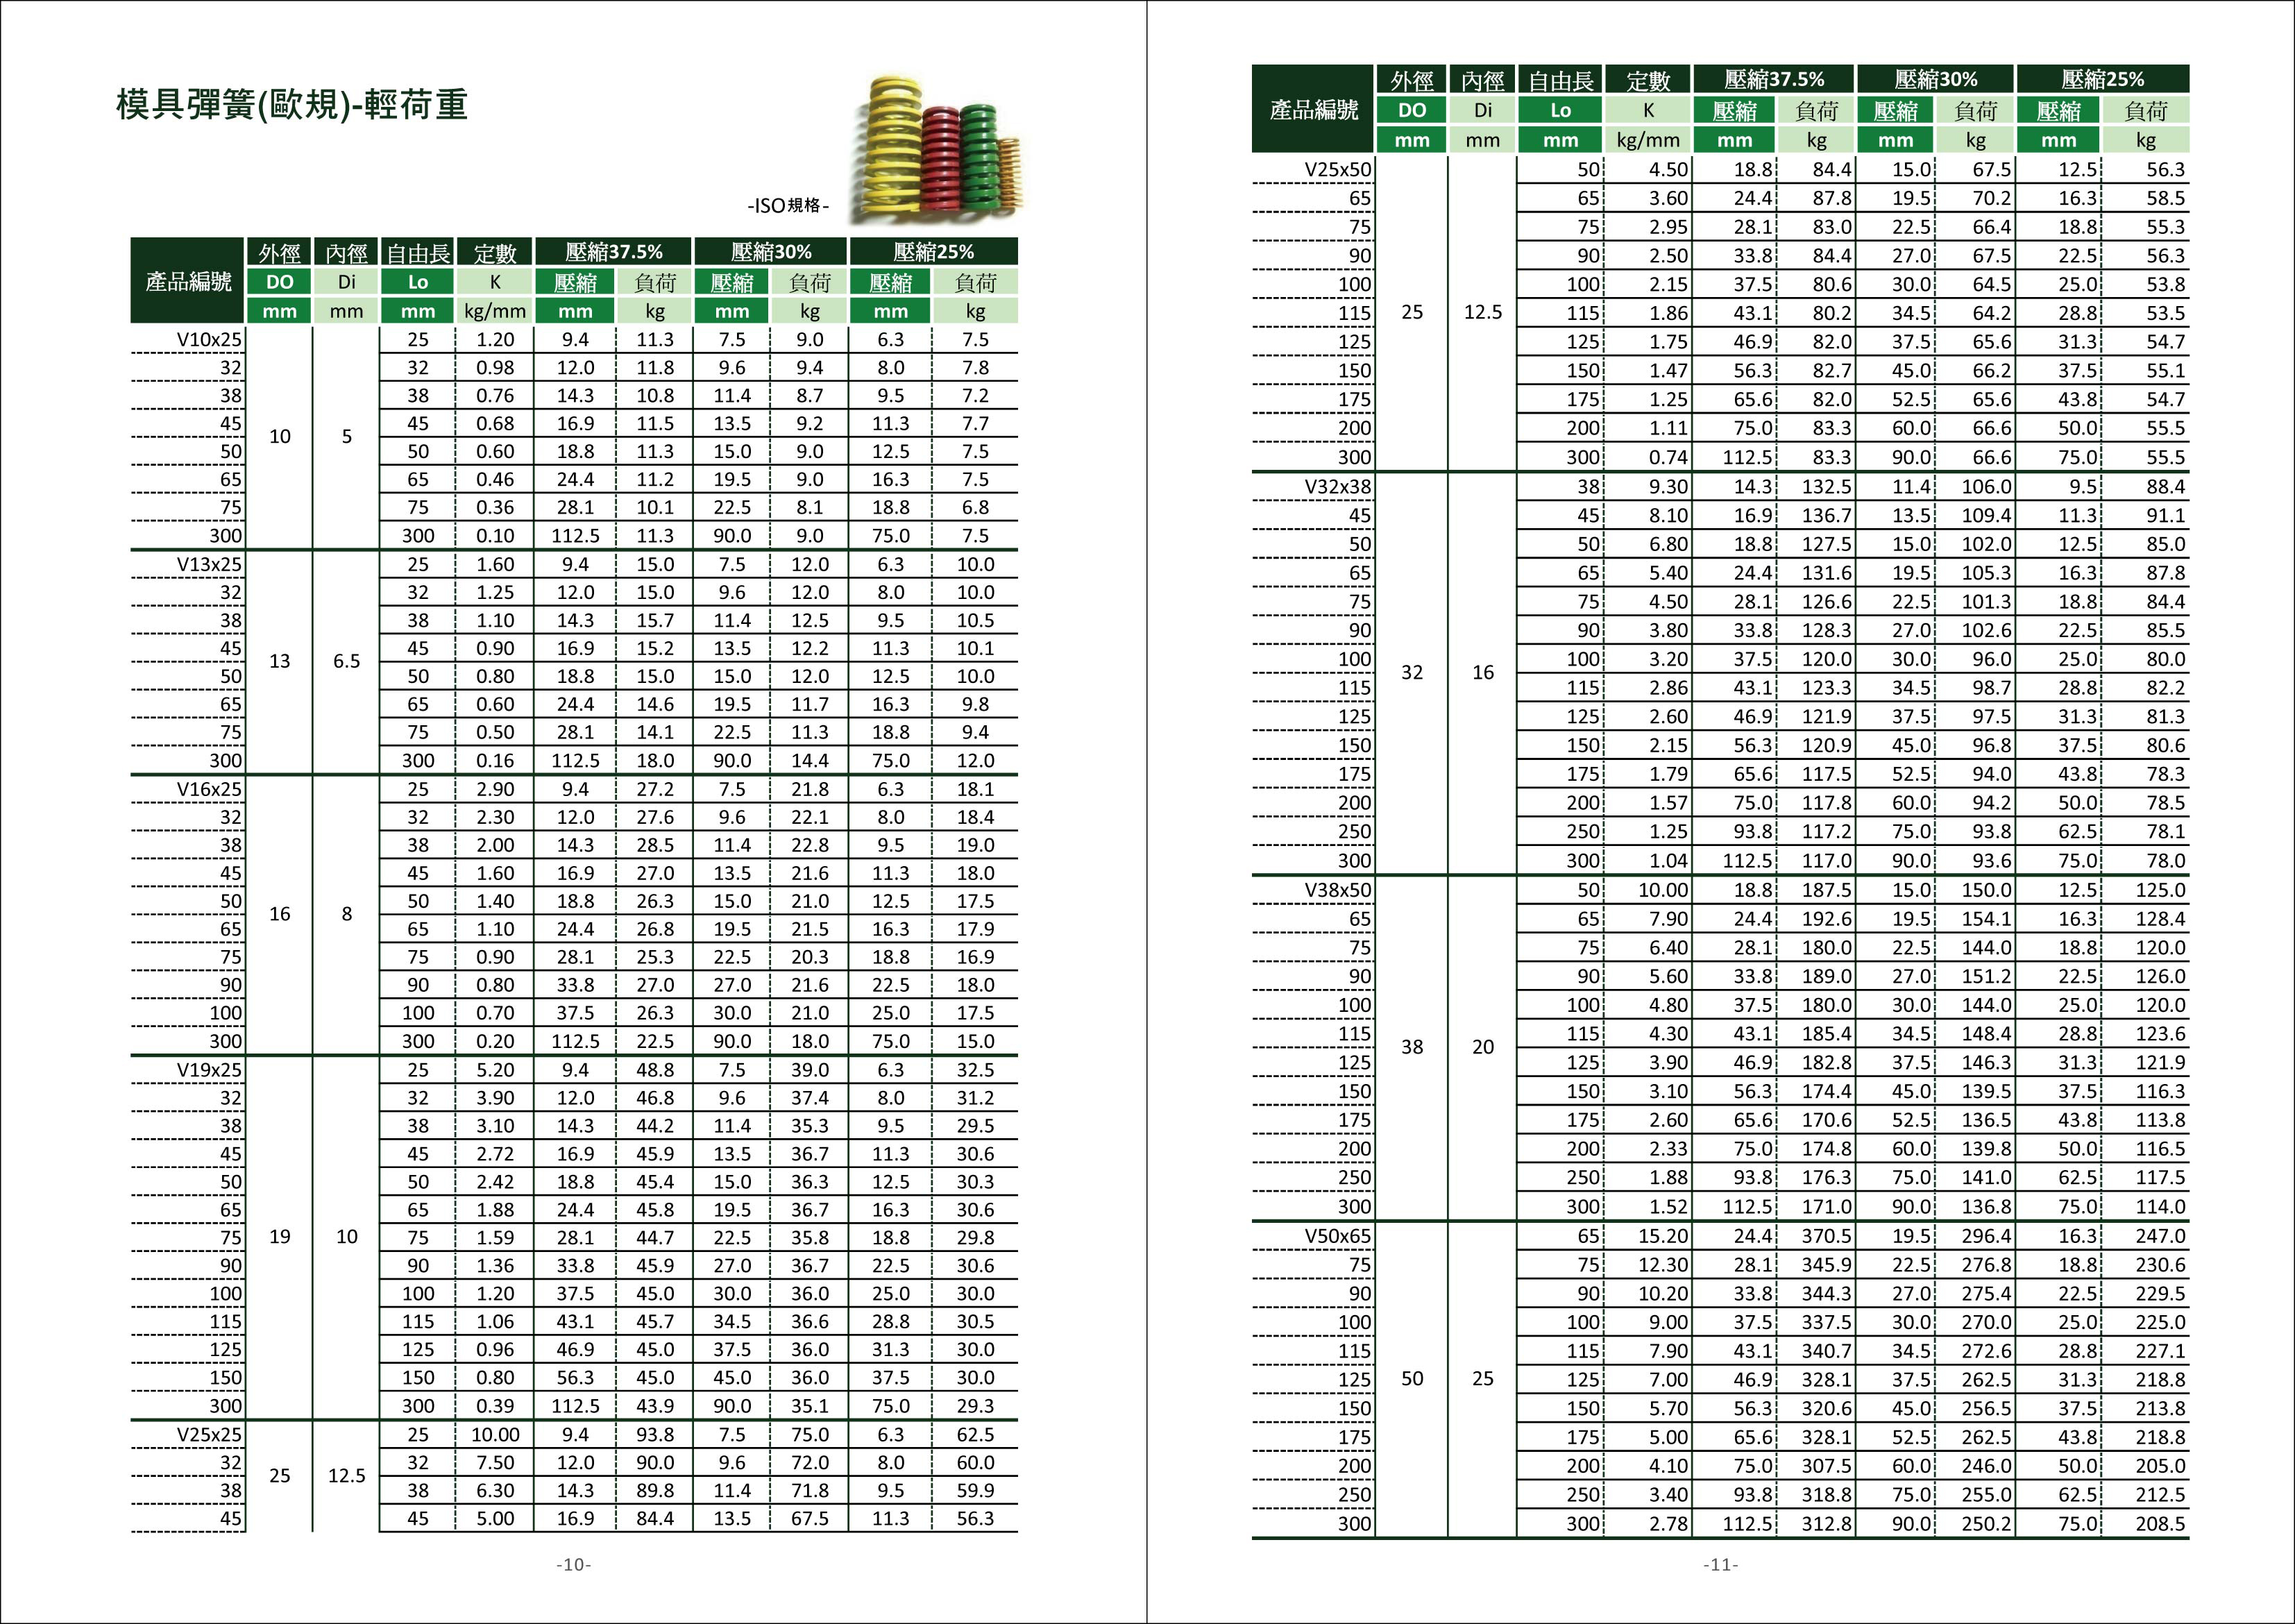 模具彈簧(歐規)-輕荷重
-ISO規格-
產品編號 外徑 內徑 自由長 定數 壓縮37.5% 壓縮30% 壓縮25%
DO Di Lo K 壓縮 負荷 壓縮 負荷 壓縮 負荷
mm mm mm kg/mm mm kg mm kg mm kg
V10x25 25 1.20 9.4 11.3 7.5 9.0 6.3 7.5
32 32 0.98 12.0 11.8 9.6 9.4 8.0 7.8
38 38 0.76 14.3 10.8 11.4 8.7 9.5 7.2
45 45 0.68 16.9 11.5 13.5 9.2 11.3 7.7
10 5
50 50 0.60 18.8 11.3 15.0 9.0 12.5 7.5
65 65 0.46 24.4 11.2 19.5 9.0 16.3 7.5
75 75 0.36 28.1 10.1 22.5 8.1 18.8 6.8
300 300 0.10 112.5 11.3 90.0 9.0 75.0 7.5
V13x25 25 1.60 9.4 15.0 7.5 12.0 6.3 10.0
32 32 1.25 12.0 15.0 9.6 12.0 8.0 10.0
38 38 1.10 14.3 15.7 11.4 12.5 9.5 10.5
45 45 0.90 16.9 15.2 13.5 12.2 11.3 10.1
13 6.5
50 50 0.80 18.8 15.0 15.0 12.0 12.5 10.0
65 65 0.60 24.4 14.6 19.5 11.7 16.3 9.8
75 75 0.50 28.1 14.1 22.5 11.3 18.8 9.4
300 300 0.16 112.5 18.0 90.0 14.4 75.0 12.0
V16x25 25 2.90 9.4 27.2 7.5 21.8 6.3 18.1
32 32 2.30 12.0 27.6 9.6 22.1 8.0 18.4
38 38 2.00 14.3 28.5 11.4 22.8 9.5 19.0
45 45 1.60 16.9 27.0 13.5 21.6 11.3 18.0
50 50 1.40 18.8 26.3 15.0 21.0 12.5 17.5
16 8
65 65 1.10 24.4 26.8 19.5 21.5 16.3 17.9
75 75 0.90 28.1 25.3 22.5 20.3 18.8 16.9
90 90 0.80 33.8 27.0 27.0 21.6 22.5 18.0
100 100 0.70 37.5 26.3 30.0 21.0 25.0 17.5
300 300 0.20 112.5 22.5 90.0 18.0 75.0 15.0
V19x25 25 5.20 9.4 48.8 7.5 39.0 6.3 32.5
32 32 3.90 12.0 46.8 9.6 37.4 8.0 31.2
38 38 3.10 14.3 44.2 11.4 35.3 9.5 29.5
45 45 2.72 16.9 45.9 13.5 36.7 11.3 30.6
50 50 2.42 18.8 45.4 15.0 36.3 12.5 30.3
65 65 1.88 24.4 45.8 19.5 36.7 16.3 30.6
75 19 10 75 1.59 28.1 44.7 22.5 35.8 18.8 29.8
90 90 1.36 33.8 45.9 27.0 36.7 22.5 30.6
100 100 1.20 37.5 45.0 30.0 36.0 25.0 30.0
115 115 1.06 43.1 45.7 34.5 36.6 28.8 30.5
125 125 0.96 46.9 45.0 37.5 36.0 31.3 30.0
150 150 0.80 56.3 45.0 45.0 36.0 37.5 30.0
300 300 0.39 112.5 43.9 90.0 35.1 75.0 29.3
V25x25 25 10.00 9.4 93.8 7.5 75.0 6.3 62.5
32 32 7.50 12.0 90.0 9.6 72.0 8.0 60.0
25 12.5
38 38 6.30 14.3 89.8 11.4 71.8 9.5 59.9
45 45 5.00 16.9 84.4 13.5 67.5 11.3 56.3
-10-
產品編號 外徑 內徑 自由長 定數 壓縮37.5% 壓縮30% 壓縮25%
DO Di Lo K 壓縮 負荷 壓縮 負荷 壓縮 負荷
mm mm mm kg/mm mm kg mm kg mm kg
V25x50 50 4.50 18.8 84.4 15.0 67.5 12.5 56.3
65 65 3.60 24.4 87.8 19.5 70.2 16.3 58.5
75 75 2.95 28.1 83.0 22.5 66.4 18.8 55.3
90 90 2.50 33.8 84.4 27.0 67.5 22.5 56.3
100 100 2.15 37.5 80.6 30.0 64.5 25.0 53.8
115 25 12.5 115 1.86 43.1 80.2 34.5 64.2 28.8 53.5
125 125 1.75 46.9 82.0 37.5 65.6 31.3 54.7
150 150 1.47 56.3 82.7 45.0 66.2 37.5 55.1
175 175 1.25 65.6 82.0 52.5 65.6 43.8 54.7
200 200 1.11 75.0 83.3 60.0 66.6 50.0 55.5
300 300 0.74 112.5 83.3 90.0 66.6 75.0 55.5
V32x38 38 9.30 14.3 132.5 11.4 106.0 9.5 88.4
45 45 8.10 16.9 136.7 13.5 109.4 11.3 91.1
50 50 6.80 18.8 127.5 15.0 102.0 12.5 85.0
65 65 5.40 24.4 131.6 19.5 105.3 16.3 87.8
75 75 4.50 28.1 126.6 22.5 101.3 18.8 84.4
90 90 3.80 33.8 128.3 27.0 102.6 22.5 85.5
100 100 3.20 37.5 120.0 30.0 96.0 25.0 80.0
32 16
115 115 2.86 43.1 123.3 34.5 98.7 28.8 82.2
125 125 2.60 46.9 121.9 37.5 97.5 31.3 81.3
150 150 2.15 56.3 120.9 45.0 96.8 37.5 80.6
175 175 1.79 65.6 117.5 52.5 94.0 43.8 78.3
200 200 1.57 75.0 117.8 60.0 94.2 50.0 78.5
250 250 1.25 93.8 117.2 75.0 93.8 62.5 78.1
300 300 1.04 112.5 117.0 90.0 93.6 75.0 78.0
V38x50 50 10.00 18.8 187.5 15.0 150.0 12.5 125.0
65 65 7.90 24.4 192.6 19.5 154.1 16.3 128.4
75 75 6.40 28.1 180.0 22.5 144.0 18.8 120.0
90 90 5.60 33.8 189.0 27.0 151.2 22.5 126.0
100 100 4.80 37.5 180.0 30.0 144.0 25.0 120.0
115 115 4.30 43.1 185.4 34.5 148.4 28.8 123.6
38 20
125 125 3.90 46.9 182.8 37.5 146.3 31.3 121.9
150 150 3.10 56.3 174.4 45.0 139.5 37.5 116.3
175 175 2.60 65.6 170.6 52.5 136.5 43.8 113.8
200 200 2.33 75.0 174.8 60.0 139.8 50.0 116.5
250 250 1.88 93.8 176.3 75.0 141.0 62.5 117.5
300 300 1.52 112.5 171.0 90.0 136.8 75.0 114.0
V50x65 65 15.20 24.4 370.5 19.5 296.4 16.3 247.0
75 75 12.30 28.1 345.9 22.5 276.8 18.8 230.6
90 90 10.20 33.8 344.3 27.0 275.4 22.5 229.5
100 100 9.00 37.5 337.5 30.0 270.0 25.0 225.0
115 115 7.90 43.1 340.7 34.5 272.6 28.8 227.1
125 50 25 125 7.00 46.9 328.1 37.5 262.5 31.3 218.8
150 150 5.70 56.3 320.6 45.0 256.5 37.5 213.8
175 175 5.00 65.6 328.1 52.5 262.5 43.8 218.8
200 200 4.10 75.0 307.5 60.0 246.0 50.0 205.0
250 250 3.40 93.8 318.8 75.0 255.0 62.5 212.5
300 300 2.78 112.5 312.8 90.0 250.2 75.0 208.5
-11-